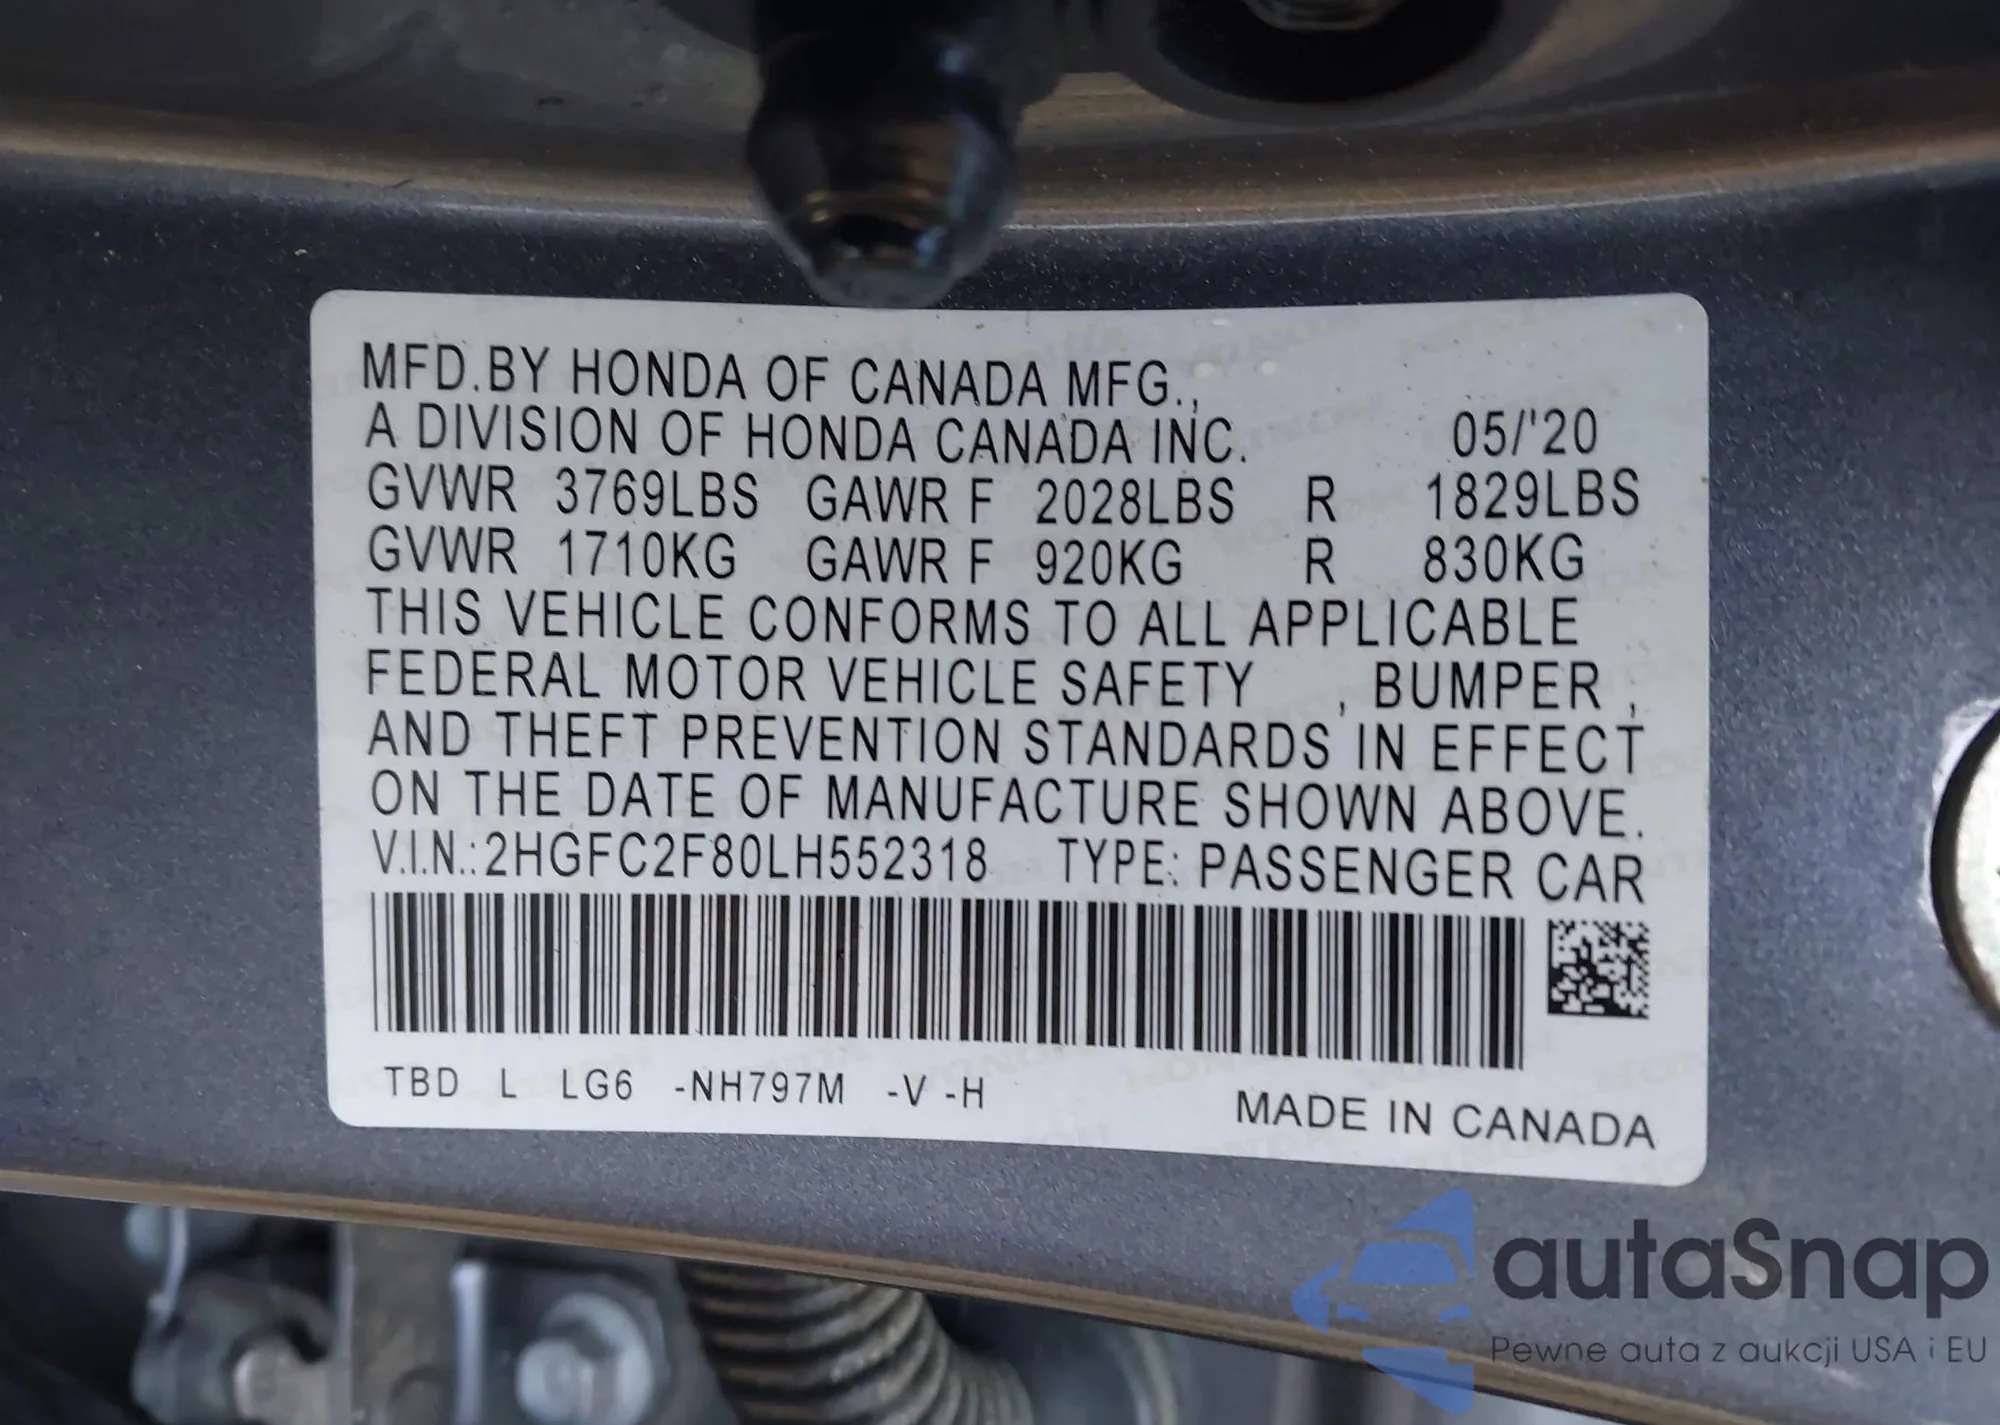 MFD.BY HONDA OF CANADA MFG.,
A DIVISION OF HONDA CANADA INC. 05/'20
GVWR 3769LBS GAWR F 2028LBS R 1829LBS
GVWR 1710KG GAWR F 920KG R 830KG
THIS VEHICLE CONFORMS TO ALL APPLICABLE
FEDERAL MOTOR VEHICLE SAFETY , BUMPER ,
AND THEFT PREVENTION STANDARDS IN EFFECT
ON THE DATE OF MANUFACTURE SHOWN ABOVE.
V.I.N.:2HGFC2F80LH552318 TYPE: PASSENGER CAR
TBD L LG6 -NH797M -V -H
MADE IN CANADA
autaSnap
Pewne auta z aukcji USA i EU